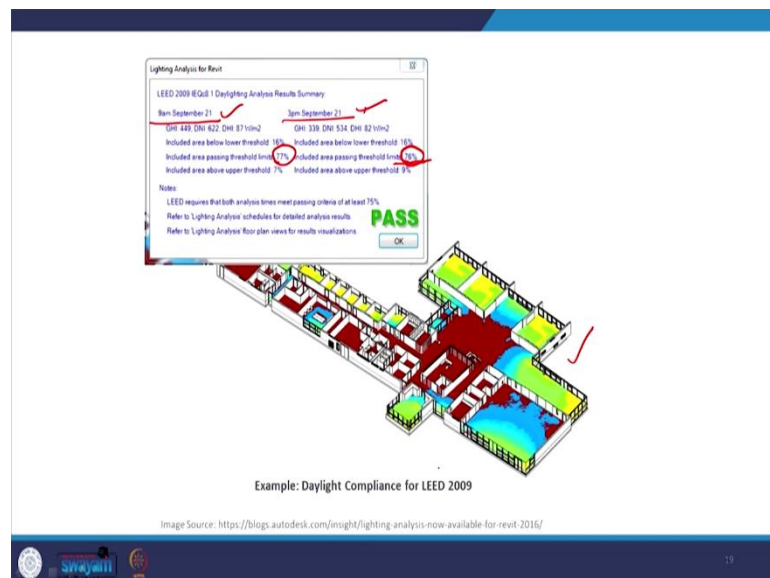 Lighting Analysis for Revit
LEED 2009 IEQc8.1 Daylighting Analysis Results Summary
9am September 21 3pm September 21
GHI: 449, DNI: 622, DHI: 87 W/m2 GHI: 339, DNI: 534, DHI: 82 W/m2
Included area below lower threshold: 16% Included area below lower threshold: 16%
Included area passing threshold limits: 77% Included area passing threshold limits: 76%
Included area above upper threshold: 7% Included area above upper threshold: 9%
Notes:
LEED requires that both analysis times meet passing criteria of at least 75%
Refer to 'Lighting Analysis' schedules for detailed analysis results
Refer to 'Lighting Analysis' floor plan views for results visualizations
PASS
OK
Example: Daylight Compliance for LEED 2009
Image Source: https://blogs.autodesk.com/insight/lighting-analysis-now-available-for-revit-2016/
swayam
19